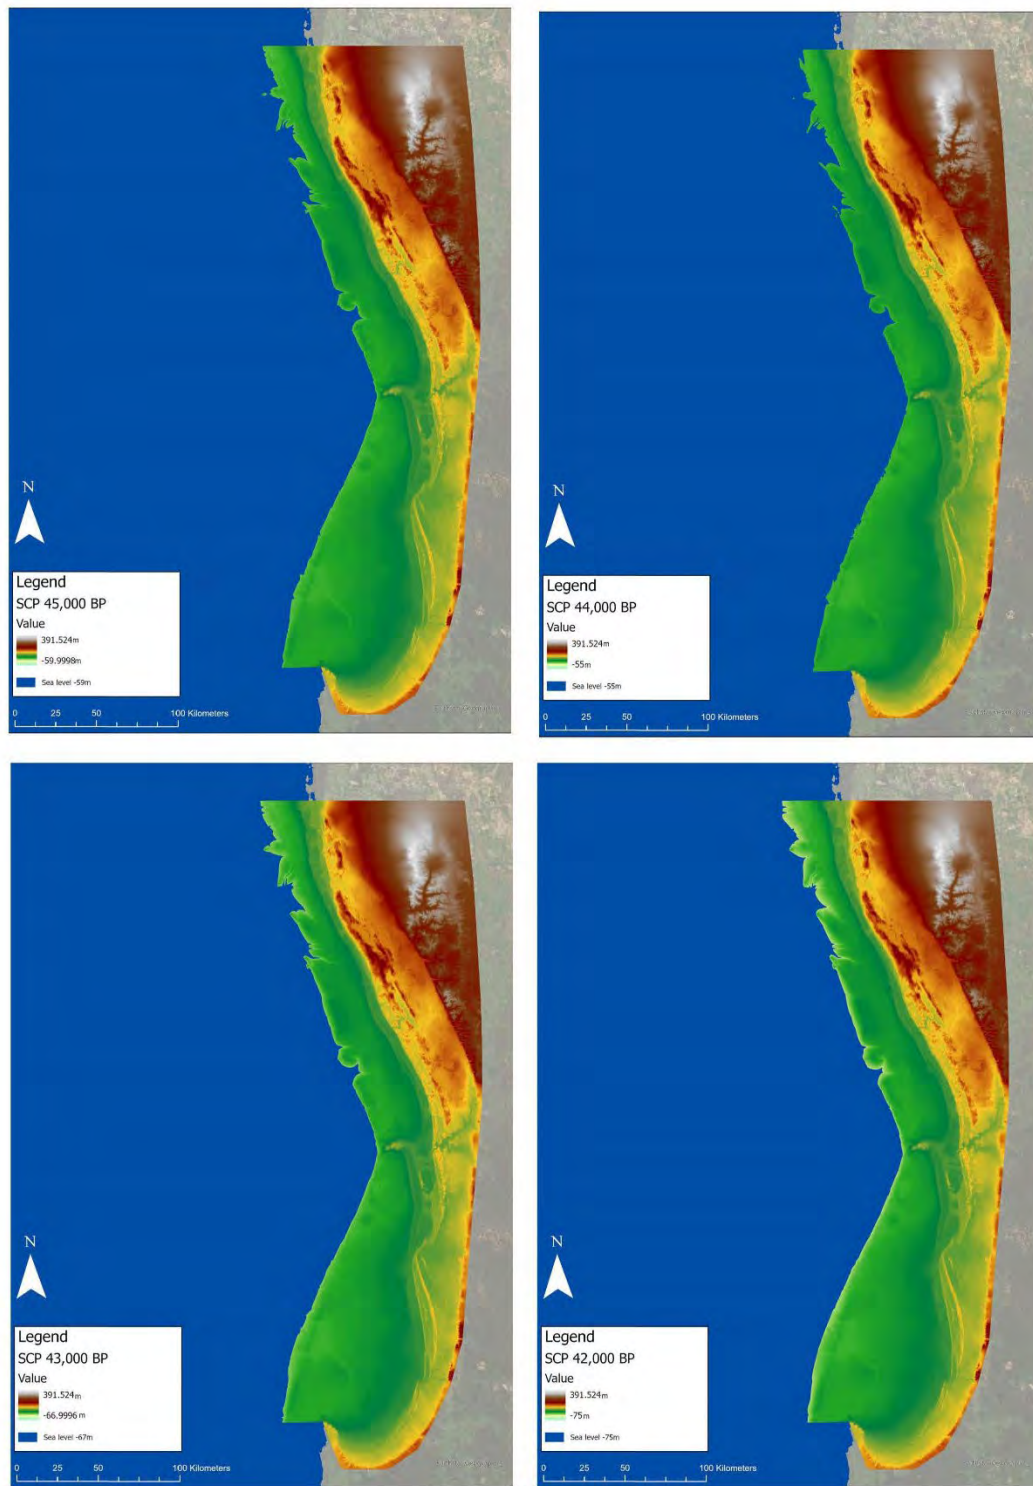 N
Legend
SCP 45,000 BP
Value
391.524m
-59.9998m
Sea level -59m
0 25 50 100 Kilometers
N
Legend
SCP 44,000 BP
Value
391.524m
-55m
Sea level -55m
0 25 50 100 Kilometers
N
Legend
SCP 43,000 BP
Value
391.524m
-66.9996 m
Sea level -67m
0 25 50 100 Kilometers
N
Legend
SCP 42,000 BP
Value
391.524m
-75m
Sea level -75m
0 25 50 100 Kilometers